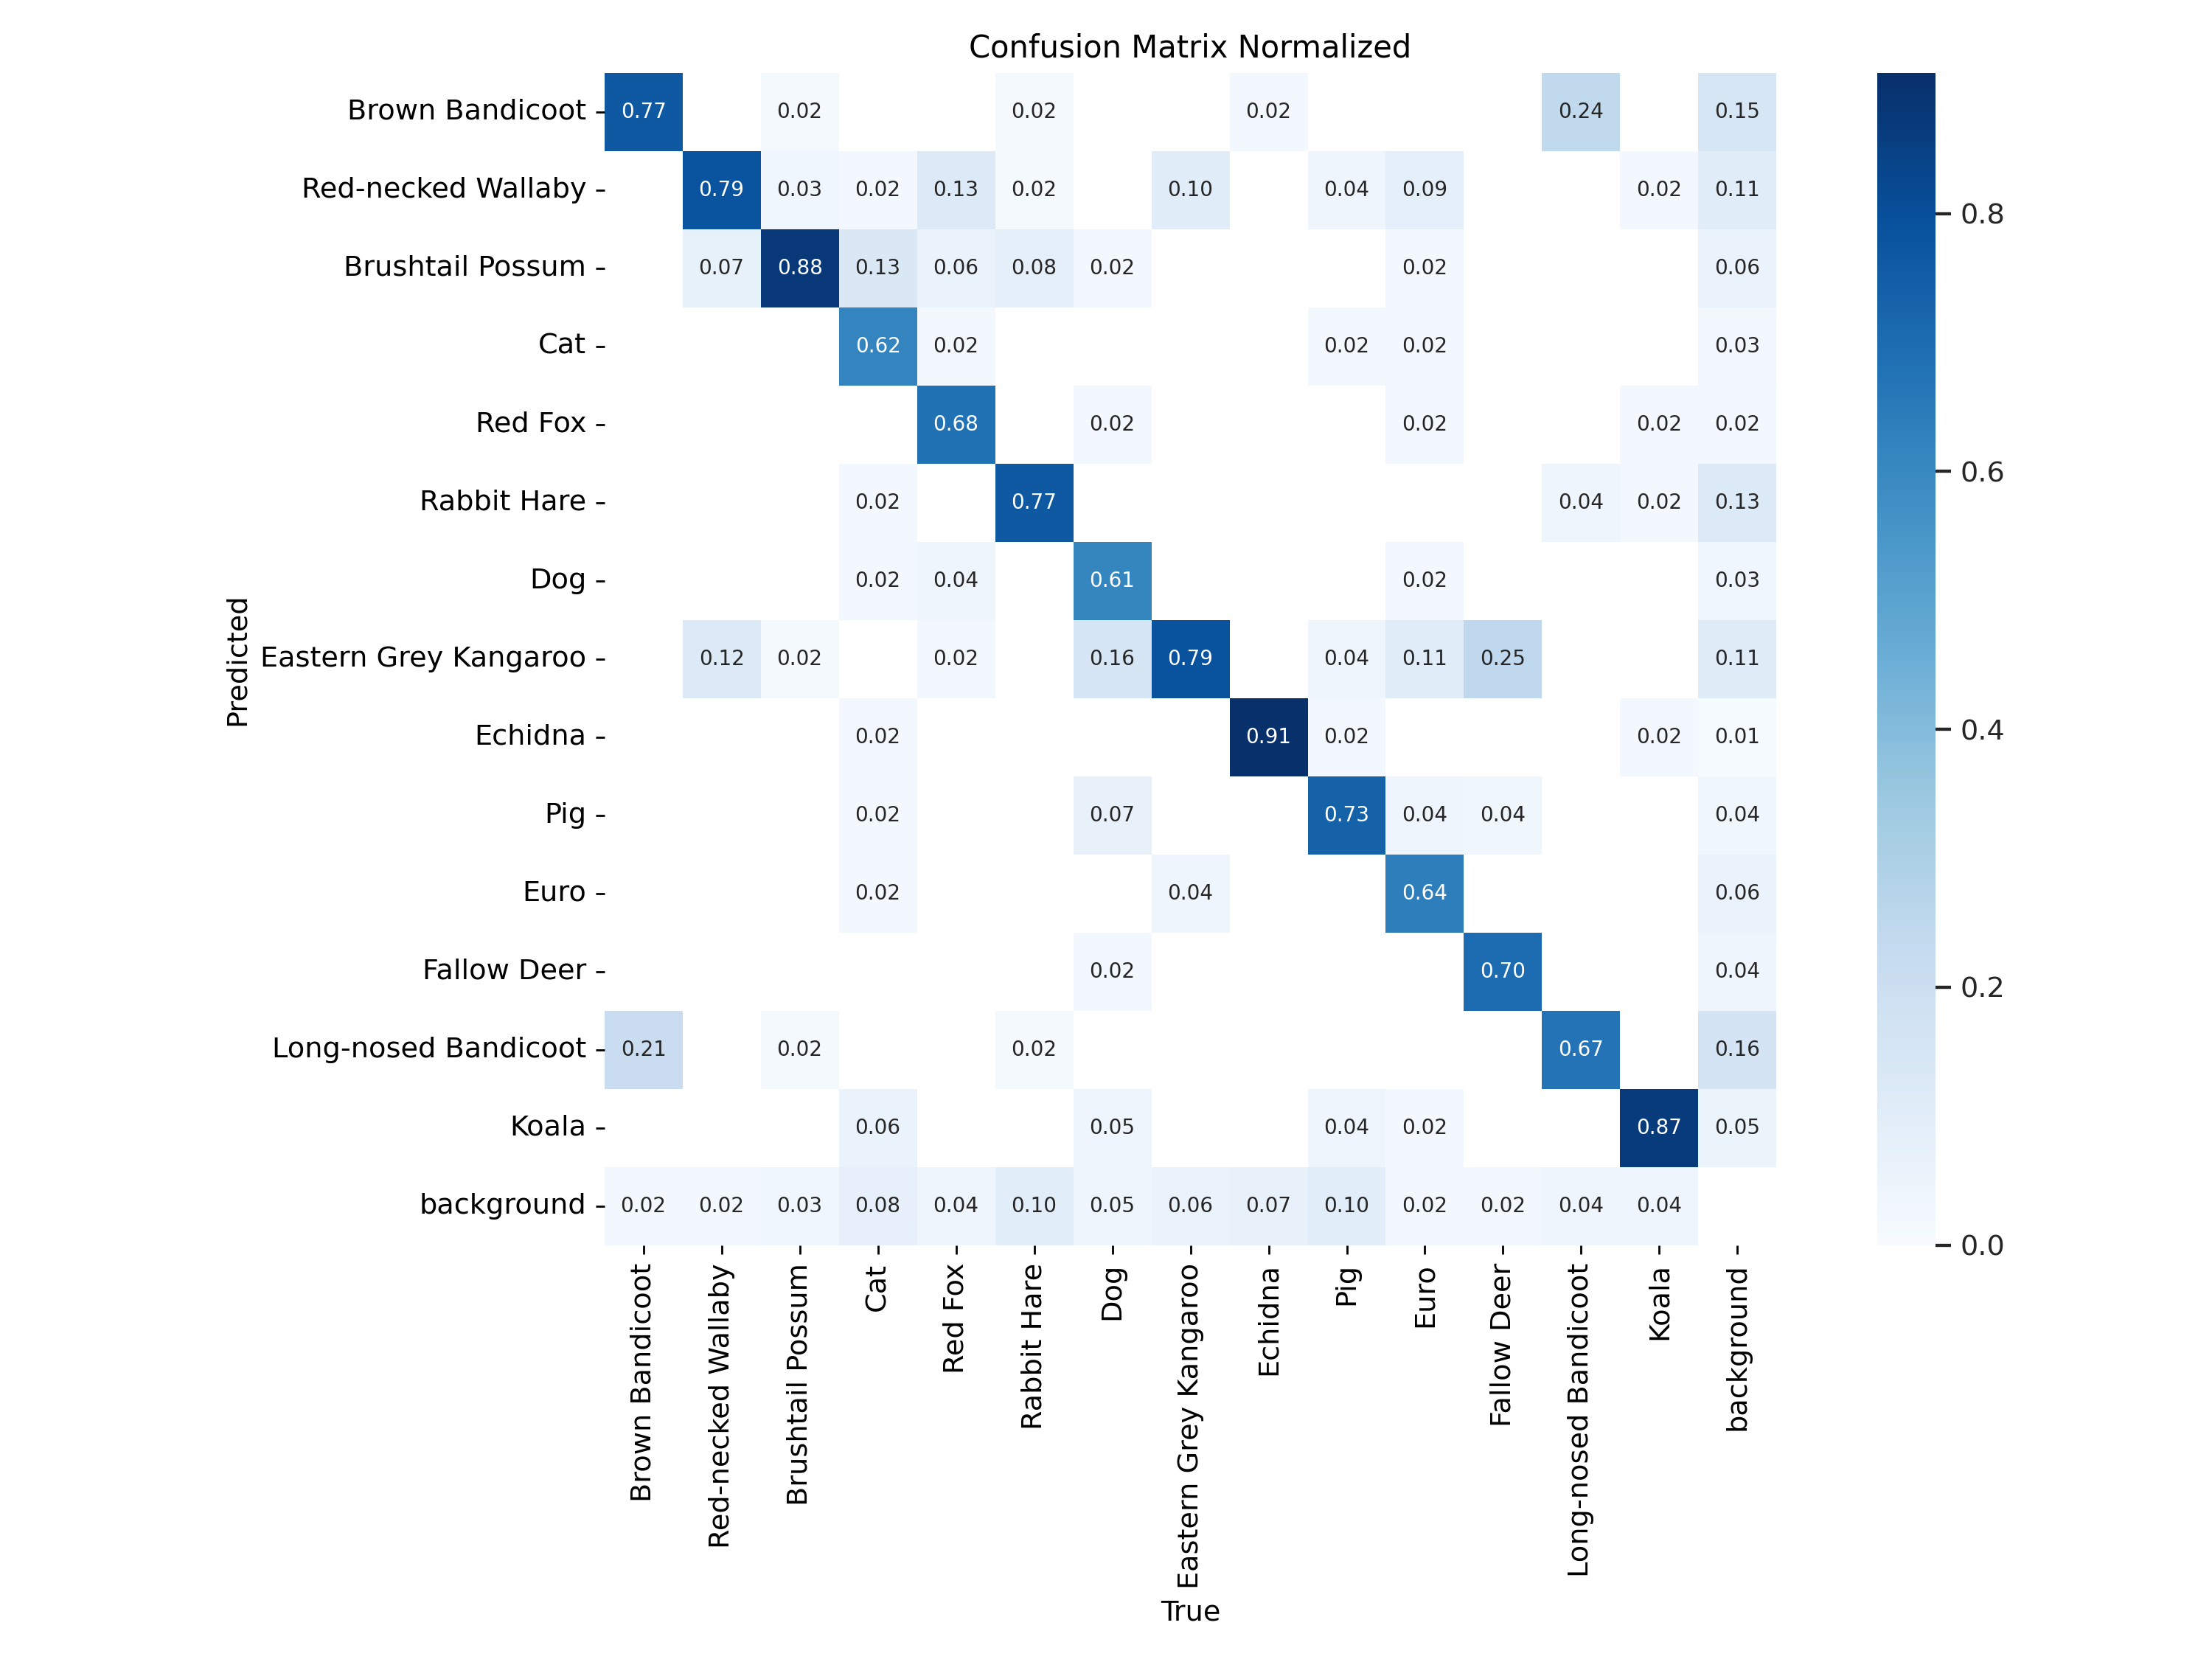 Confusion Matrix Normalized
Brown Bandicoot 0.77 0.02 0.02 0.02 0.24 0.15
Red-necked Wallaby 0.79 0.03 0.02 0.13 0.02 0.10 0.04 0.09 0.02 0.11
0.8
Brushtail Possum 0.07 0.88 0.13 0.06 0.08 0.02 0.02 0.06
Cat 0.62 0.02 0.02 0.02 0.03
Red Fox 0.68 0.02 0.02 0.02 0.02
0.6
Rabbit Hare 0.02 0.77 0.04 0.02 0.13
Dog 0.02 0.04 0.61 0.02 0.03
Predicted
Eastern Grey Kangaroo 0.12 0.02 0.02 0.16 0.79 0.04 0.11 0.25 0.11
Echidna 0.02 0.91 0.02 0.02 0.01
0.4
Pig 0.02 0.07 0.73 0.04 0.04 0.04
Euro 0.02 0.04 0.64 0.06
Fallow Deer 0.02 0.70 0.04
0.2
Long-nosed Bandicoot 0.21 0.02 0.02 0.67 0.16
Koala 0.06 0.05 0.04 0.02 0.87 0.05
background 0.02 0.02 0.03 0.08 0.04 0.10 0.05 0.06 0.07 0.10 0.02 0.02 0.04 0.04
0.0
Brown Bandicoot
Red-necked Wallaby
Brushtail Possum
Cat
Red Fox
Rabbit Hare
Dog
Eastern Grey Kangaroo
Echidna
Pig
Euro
Fallow Deer
Long-nosed Bandicoot
Koala
background
True